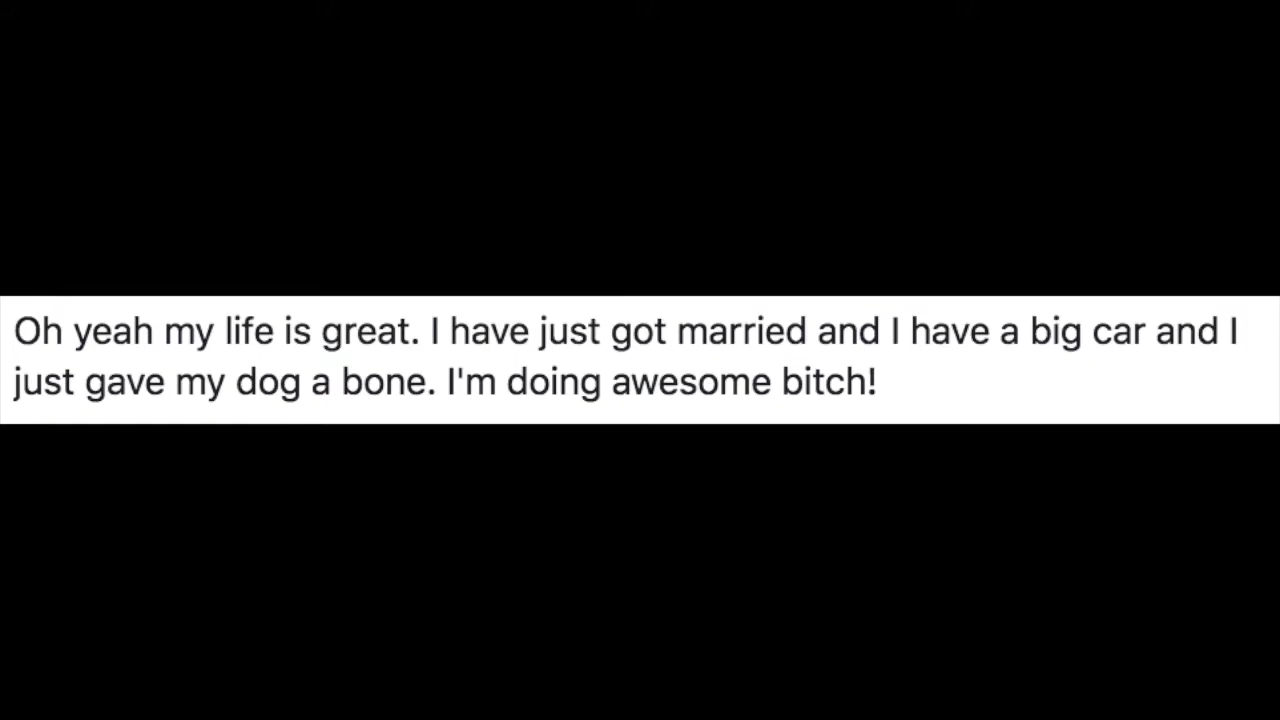 Oh yeah my life is great. I have just got married and I have a big car and I
just gave my dog a bone. I'm doing awesome bitch!